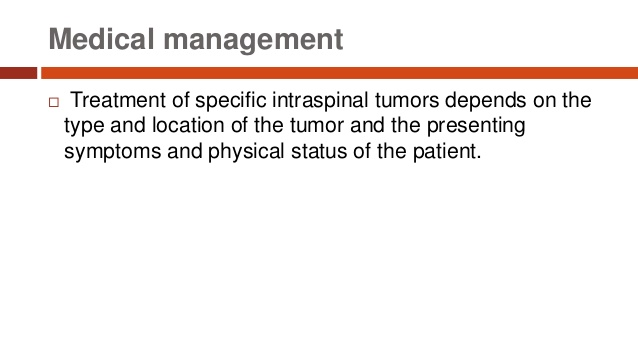 Medical management
Treatment of specific intraspinal tumors depends on the
type and location of the tumor and the presenting
symptoms and physical status of the patient.